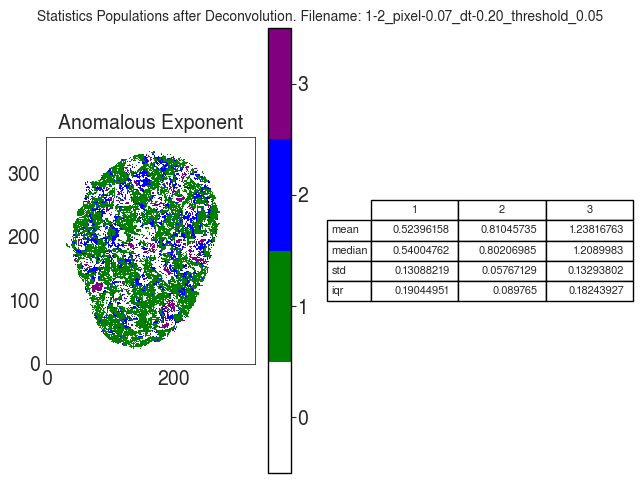 Statistics Populations after Deconvolution. Filename: 1-2_pixel-0.07_dt-0.20_threshold_0.05
Anomalous Exponent
300
200
100
0
0 200
3
2
1
0
1 2 3
mean 0.52396158 0.81045735 1.23816763
median 0.54004762 0.80206985 1.2089983
std 0.13088219 0.05767129 0.13293802
iqr 0.19044951 0.089765 0.18243927